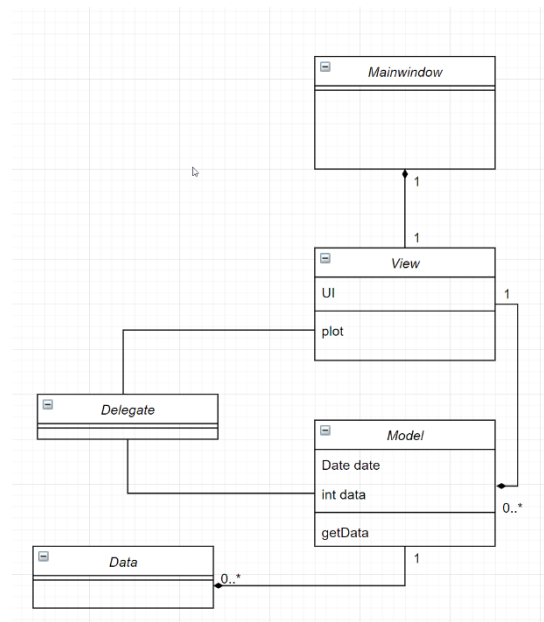 Mainwindow
1
1
View
UI
1
plot
Delegate
Model
Date date
int data
0..*
getData
1
Data
0..*